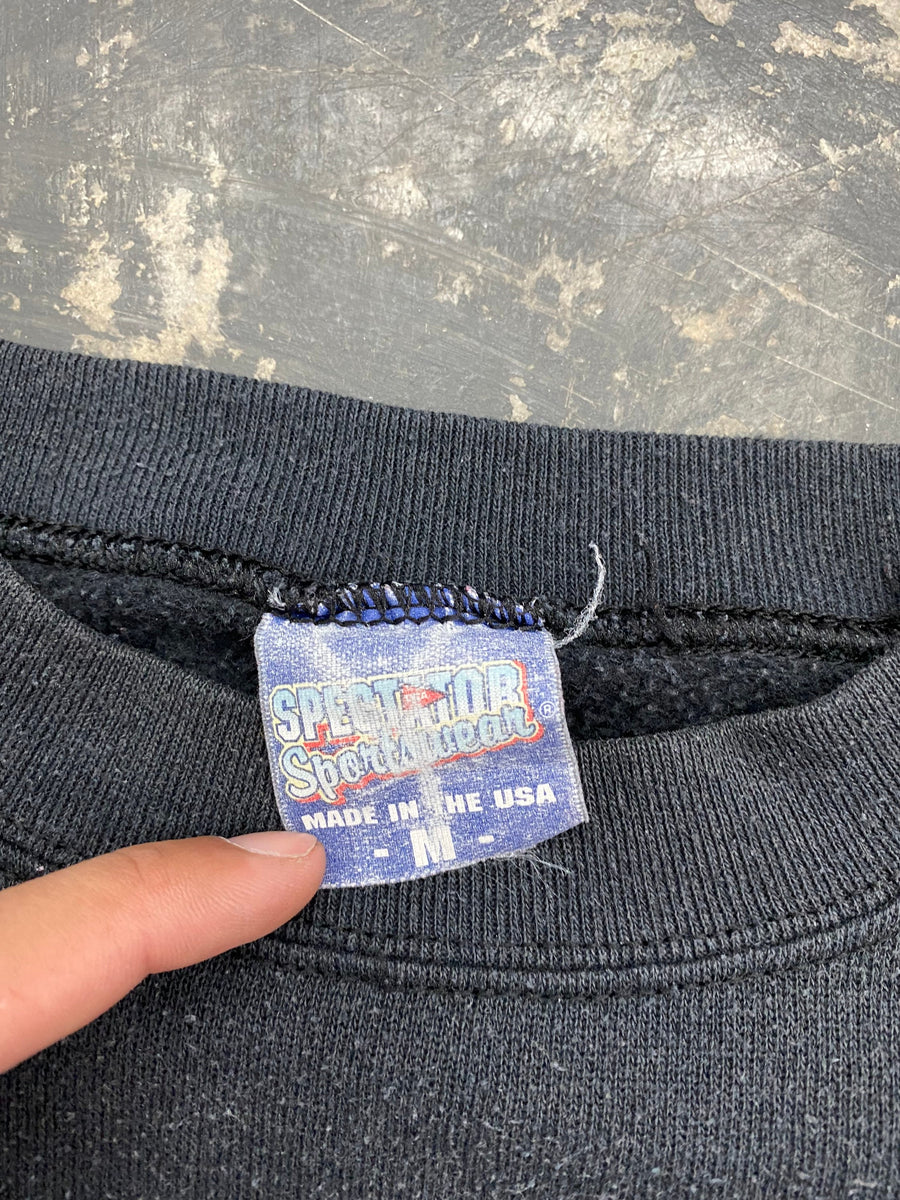 SPECTATOR
Sportswear®
MADE IN THE USA
- M -